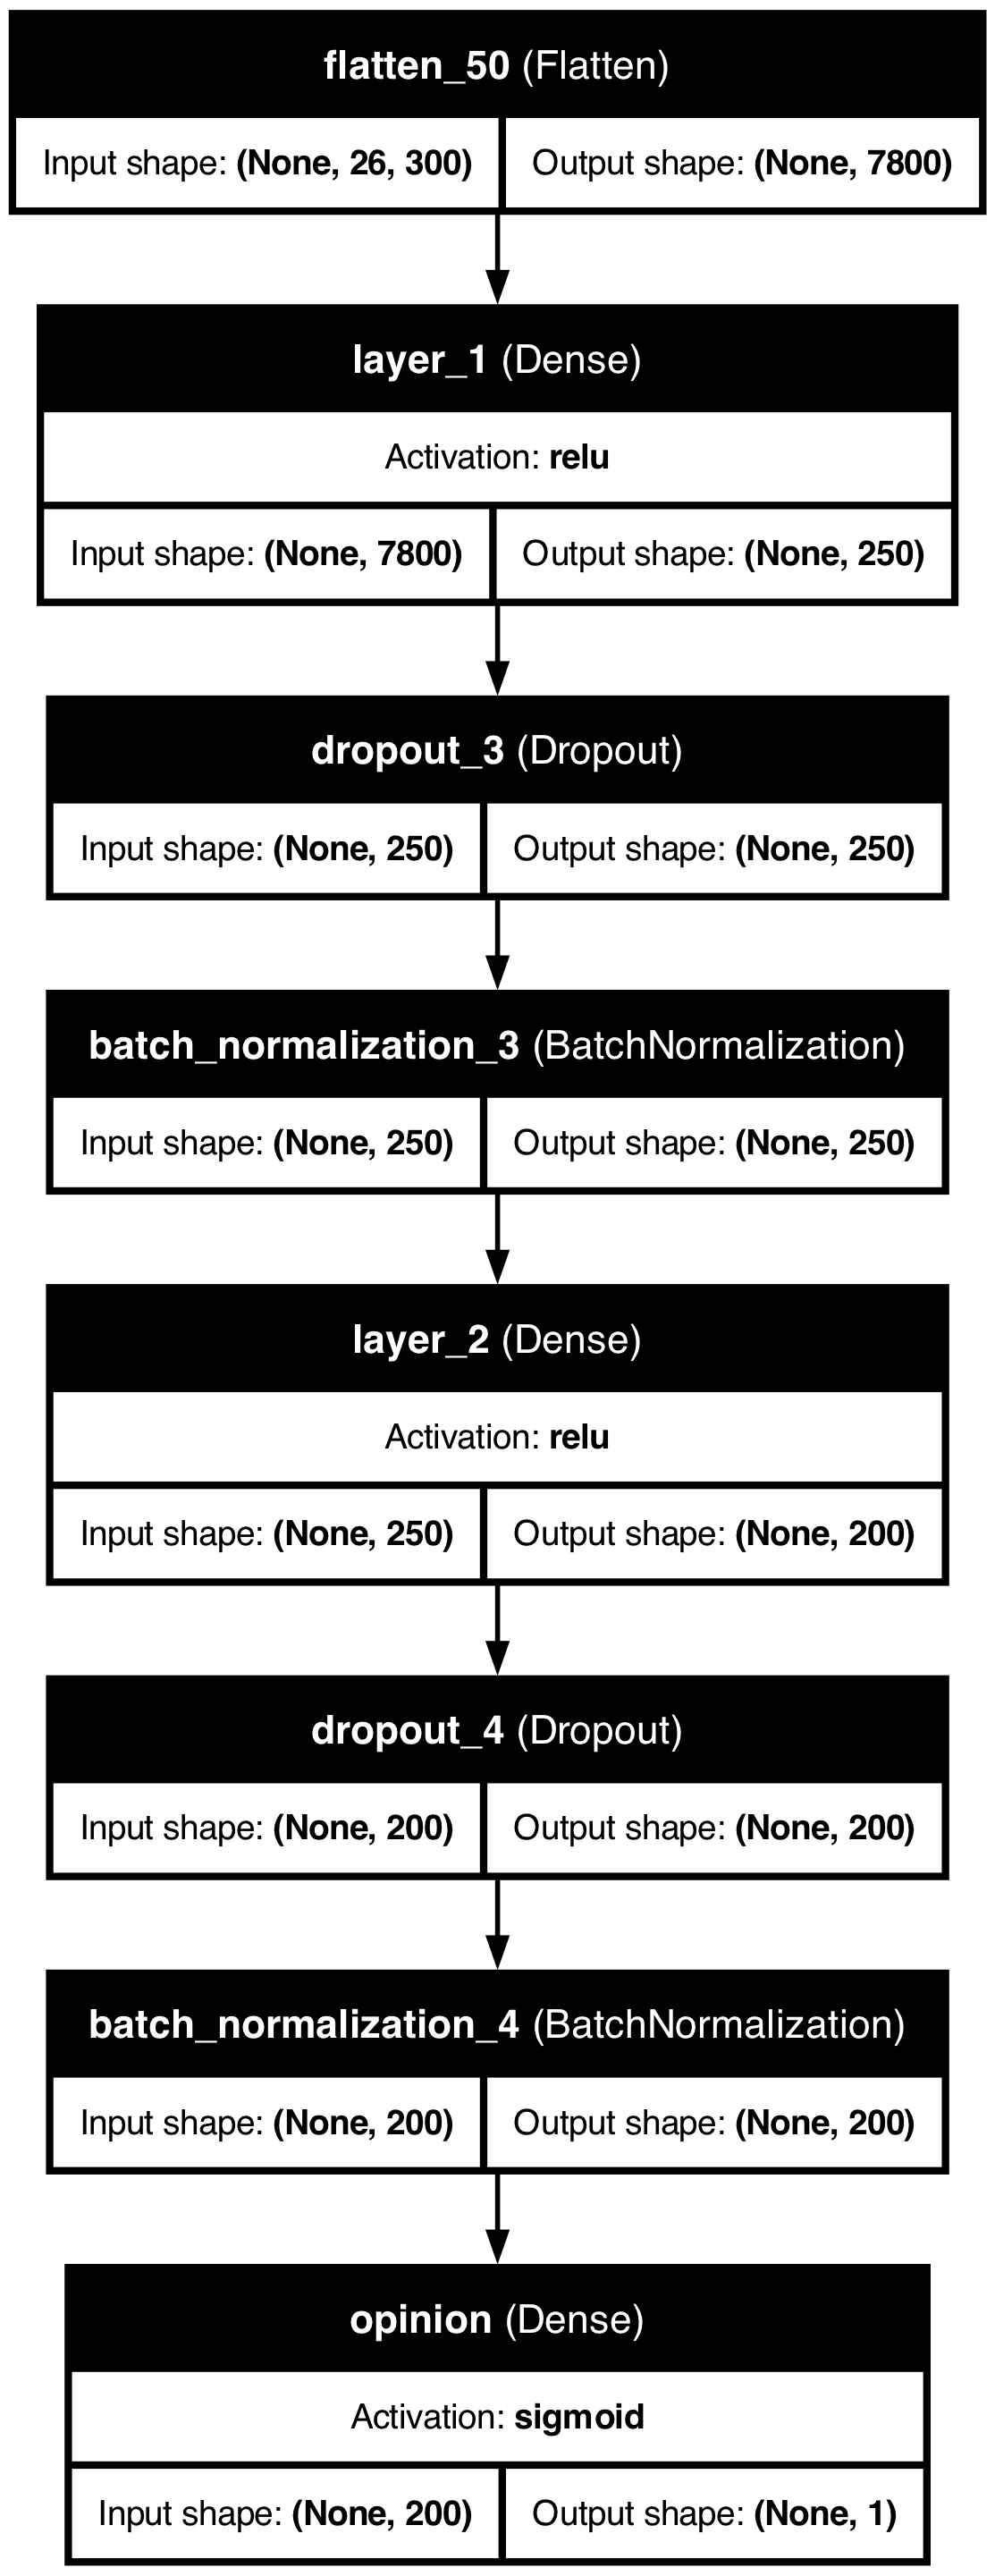 flatten_50 (Flatten)
Input shape: (None, 26, 300) Output shape: (None, 7800)
layer_1 (Dense)
Activation: relu
Input shape: (None, 7800) Output shape: (None, 250)
dropout_3 (Dropout)
Input shape: (None, 250) Output shape: (None, 250)
batch_normalization_3 (BatchNormalization)
Input shape: (None, 250) Output shape: (None, 250)
layer_2 (Dense)
Activation: relu
Input shape: (None, 250) Output shape: (None, 200)
dropout_4 (Dropout)
Input shape: (None, 200) Output shape: (None, 200)
batch_normalization_4 (BatchNormalization)
Input shape: (None, 200) Output shape: (None, 200)
opinion (Dense)
Activation: sigmoid
Input shape: (None, 200) Output shape: (None, 1)